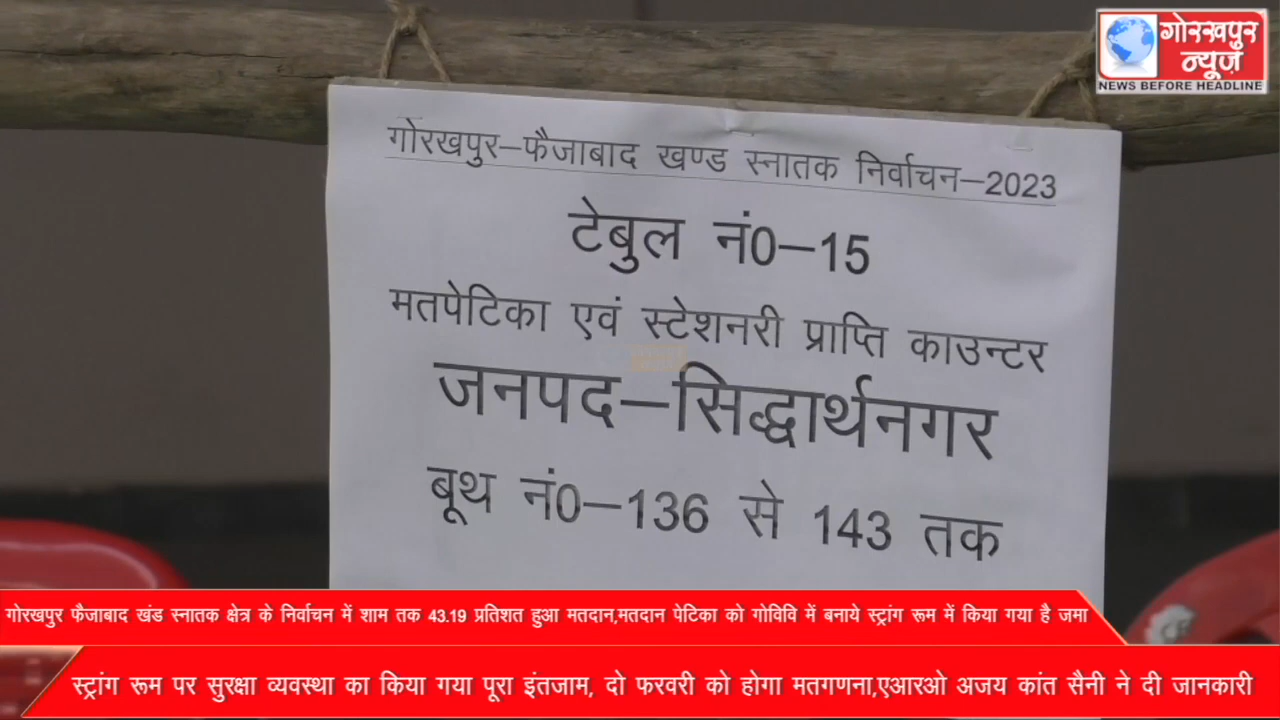 गोरखपुर
न्यूज़
NEWS BEFORE HEADLINE
गोरखपुर–फैजाबाद खण्ड स्नातक निर्वाचन–2023
टेबुल नं0–15
मतपेटिका एवं स्टेशनरी प्राप्ति काउन्टर
जनपद–सिद्धार्थनगर
बूथ नं0–136 से 143 तक
गोरखपुर फैजाबाद खंड स्नातक क्षेत्र के निर्वाचन में शाम तक 43.19 प्रतिशत हुआ मतदान,मतदान पेटिका को गोविवि में बनाये स्ट्रांग रूम में किया गया है जमा
स्ट्रांग रूम पर सुरक्षा व्यवस्था का किया गया पूरा इंतजाम, दो फरवरी को होगा मतगणना,एआरओ अजय कांत सैनी ने दी जानकारी